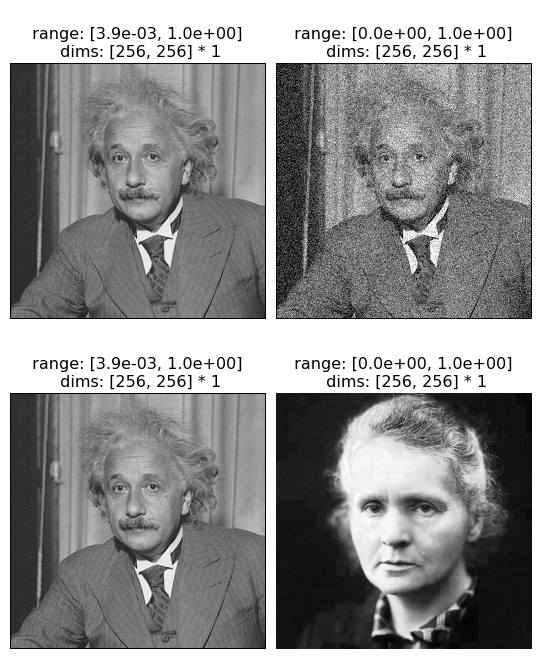 range: [3.9e-03, 1.0e+00]
dims: [256, 256] * 1
range: [0.0e+00, 1.0e+00]
dims: [256, 256] * 1
range: [3.9e-03, 1.0e+00]
dims: [256, 256] * 1
range: [0.0e+00, 1.0e+00]
dims: [256, 256] * 1